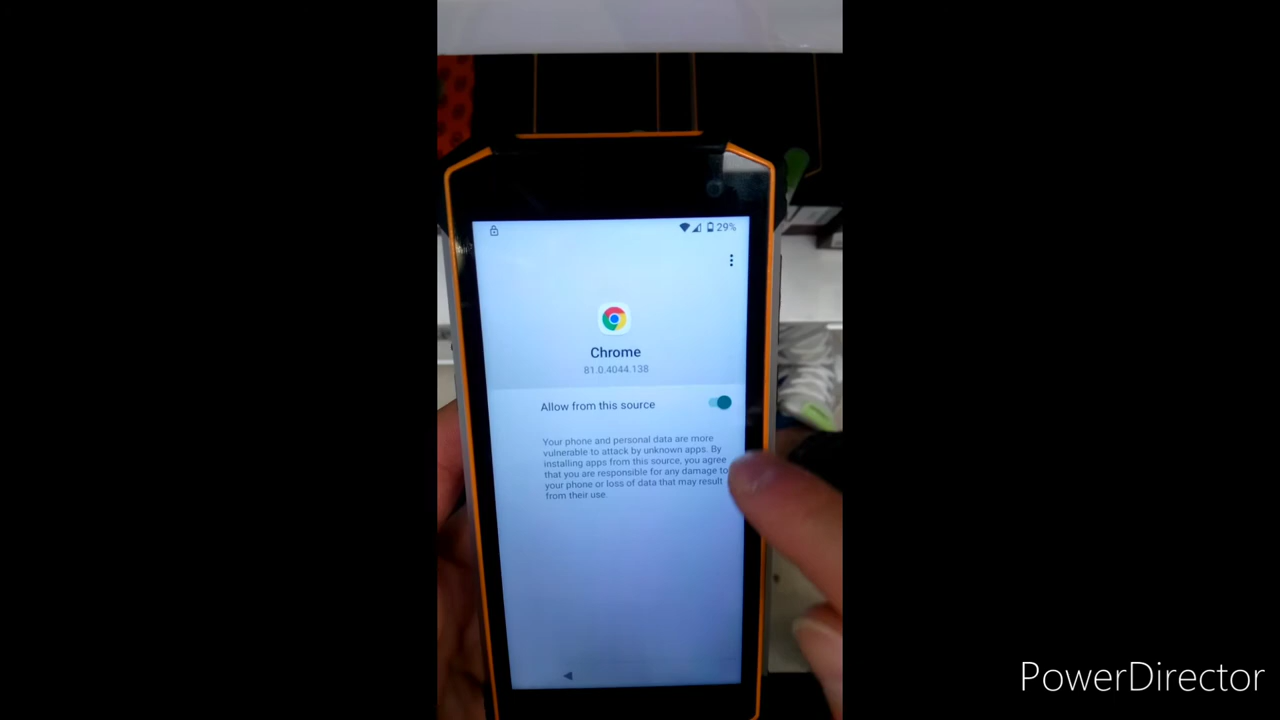 29%
Chrome
81.0.4044.138
Allow from this source
Your phone and personal data are more
vulnerable to attack by unknown apps. By
installing apps from this source, you agree
that you are responsible for any damage to
your phone or loss of data that may result
from their use.
PowerDirector